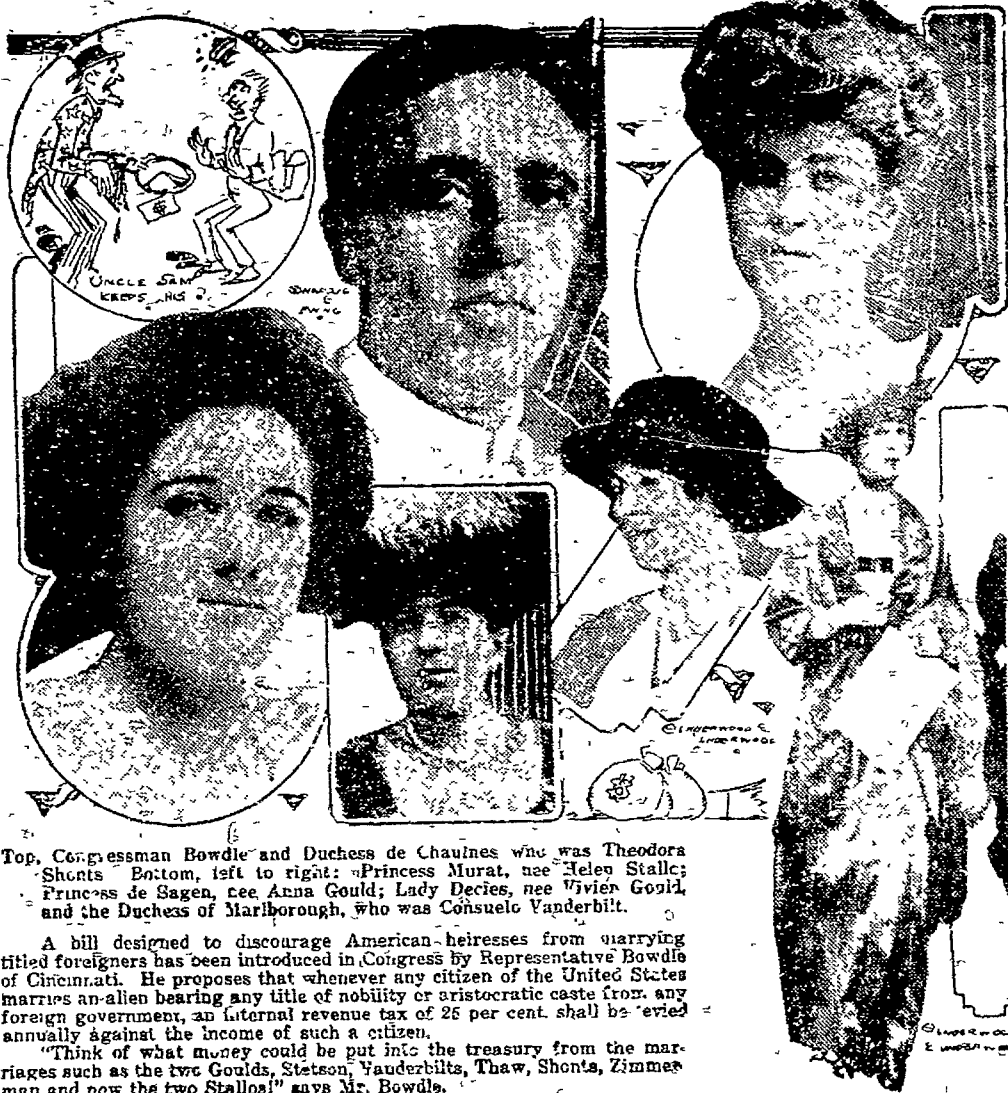 UNCLE SAM
KEEPS HIS $.
HARRIS
&
EWING
© UNDERWOOD &
UNDERWOOD
Top, Congressman Bowdle and Duchess de Chaulnes who was Theodora
Shonts Bottom, left to right: Princess Murat, nee Helen Stallo;
Princess de Sagen, nee Anna Gould; Lady Decies, nee Vivien Gould,
and the Duchess of Marlborough, who was Consuelo Vanderbilt.
A bill designed to discourage American heiresses from marrying
titled foreigners has been introduced in Congress by Representative Bowdle
of Cincinnati. He proposes that whenever any citizen of the United States
marries an alien bearing any title of nobility or aristocratic caste from any
foreign government, an internal revenue tax of 25 per cent. shall be levied
annually against the income of such a citizen.
"Think of what money could be put into the treasury from the mar-
riages such as the two Goulds, Stetson, Vanderbilts, Thaw, Shonts, Zimmer-
man and now the two Stallos!" says Mr. Bowdle.
© UNDERWOOD
& UNDERWOOD